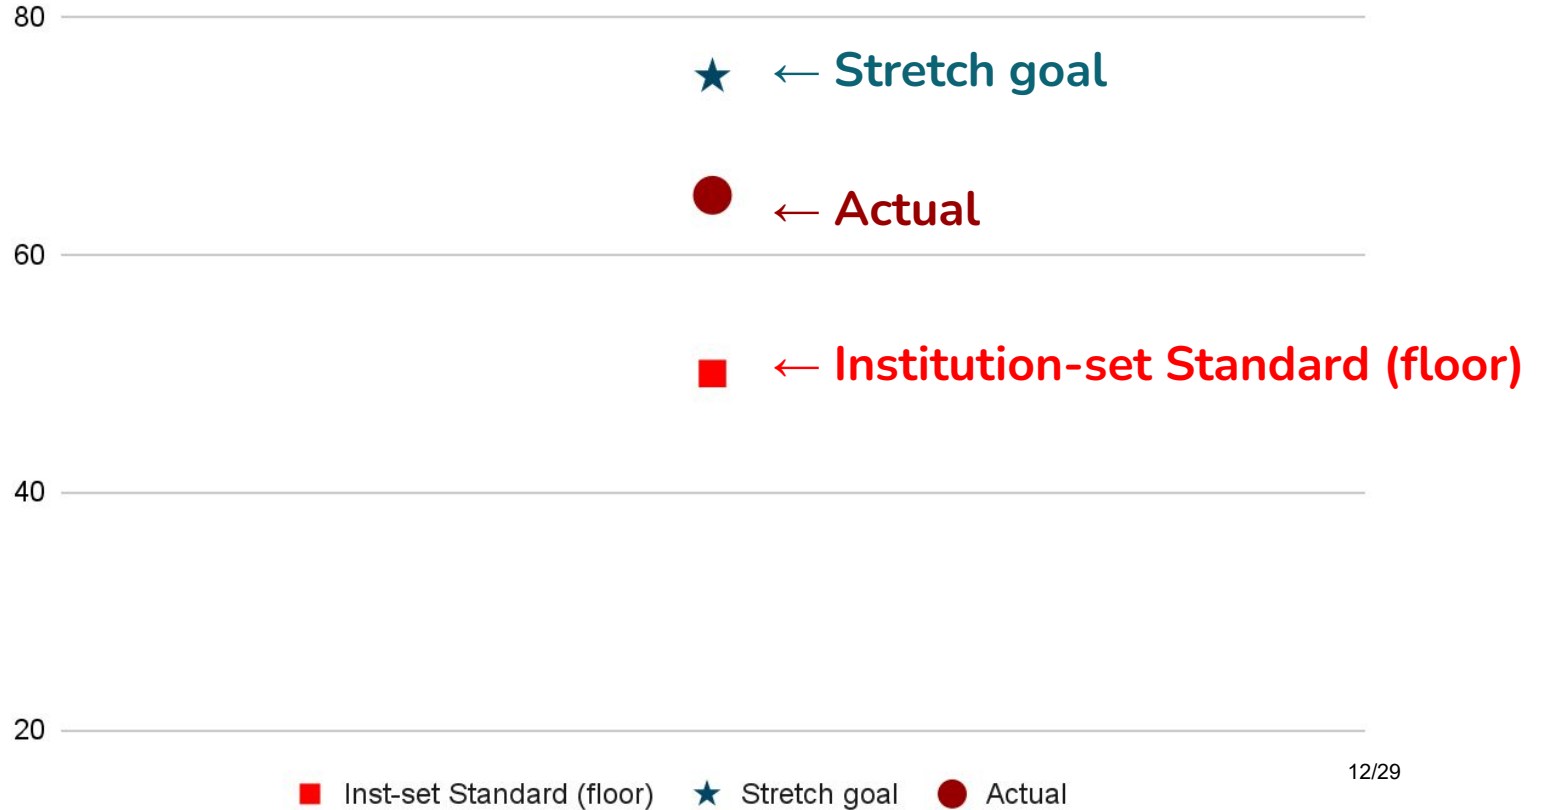 80
← Stretch goal
← Actual
60
← Institution-set Standard (floor)
40
20
12/29
Inst-set Standard (floor) Stretch goal Actual